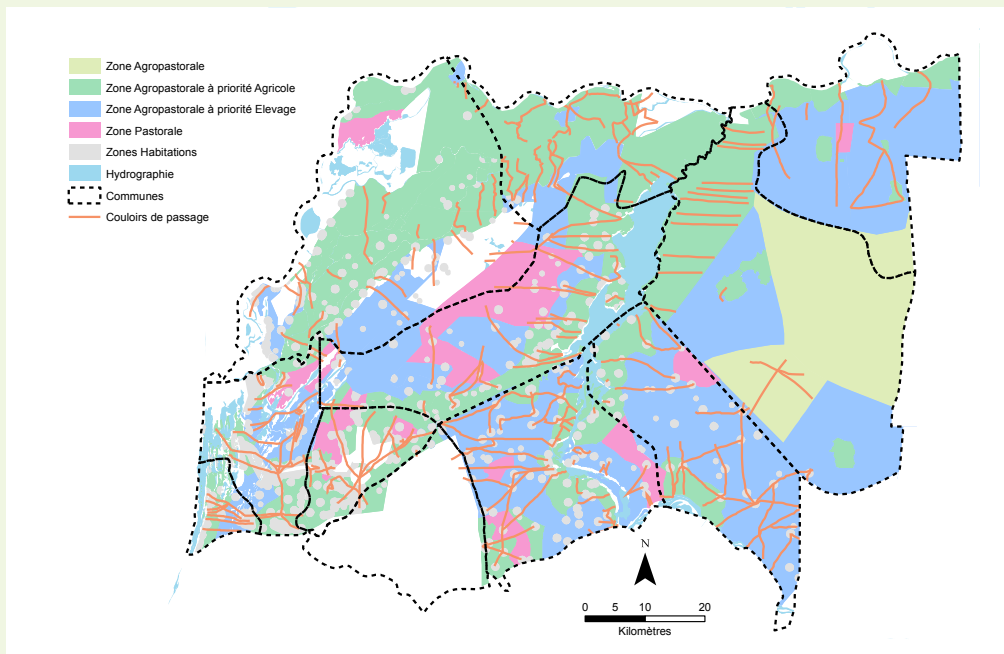 Zone Agropastorale
Zone Agropastorale à priorité Agricole
Zone Agropastorale à priorité Elevage
Zone Pastorale
Zones Habitations
Hydrographie
Communes
Couloirs de passage
N
0 5 10 20
Kilomètres